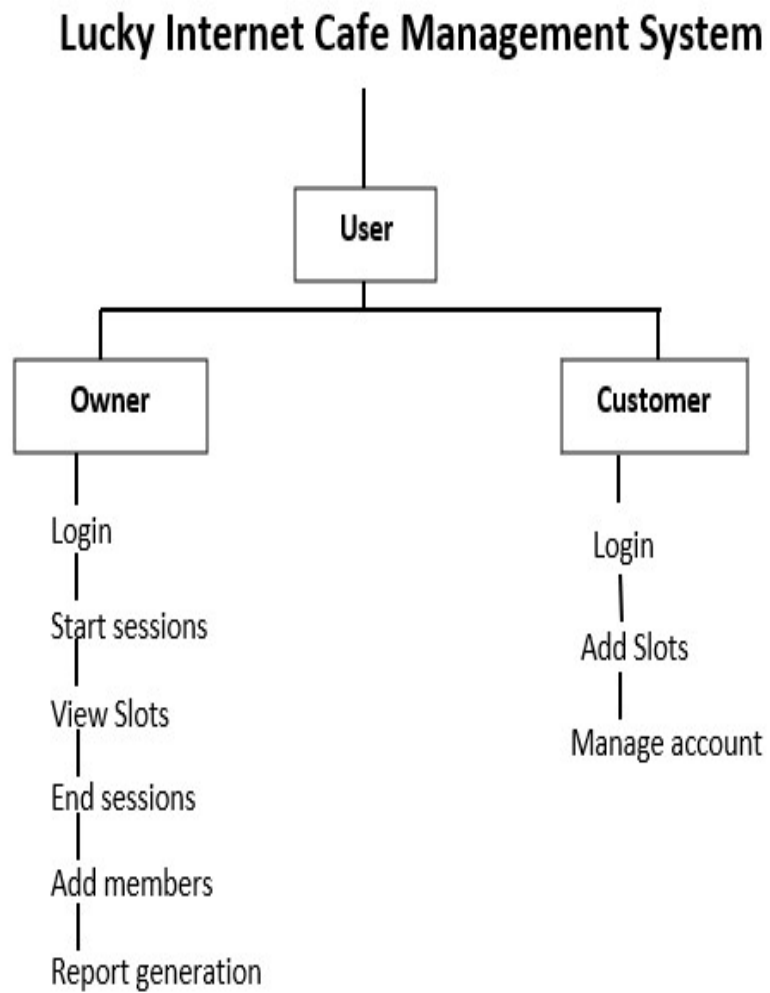 Lucky Internet Cafe Management System
User
Owner
Customer
Login
Start sessions
View Slots
End sessions
Add members
Report generation
Login
Add Slots
Manage account